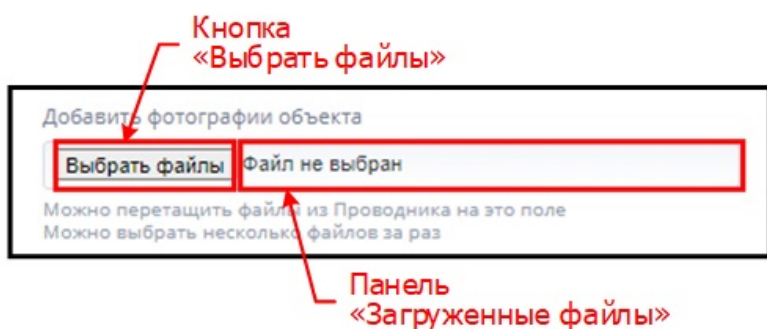 Кнопка
«Выбрать файлы»
Добавить фотографии объекта
Выбрать файлы Файл не выбран
Можно перетащить файлы из Проводника на это поле
Можно выбрать несколько файлов за раз
Панель
«Загруженные файлы»